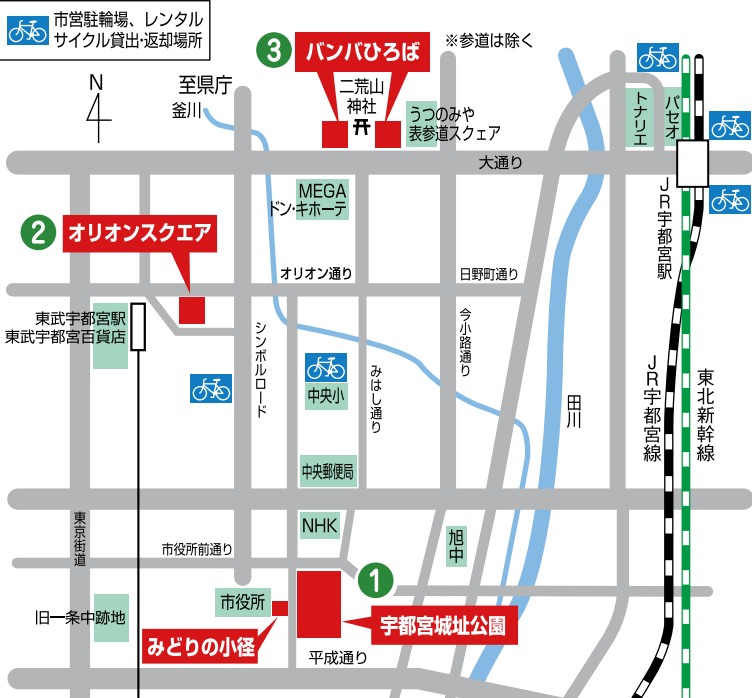 市営駐輪場、レンタル
サイクル貸出・返却場所
N
至県庁
釜川
3
バンバひろば
※参道は除く
二荒山
神社
うつのみや
表参道スクェア
トナリエ
パセオ
大通り
MEGA
ドン・キホーテ
JR宇都宮駅
2
オリオンスクエア
オリオン通り
日野町通り
東武宇都宮駅
東武宇都宮百貨店
シンボルロード
今小路通り
みはし通り
中央小
田川
JR宇都宮線
東北新幹線
中央郵便局
NHK
旭中
東京街道
市役所前通り
1
市役所
旧一条中跡地
みどりの小径
宇都宮城址公園
平成通り